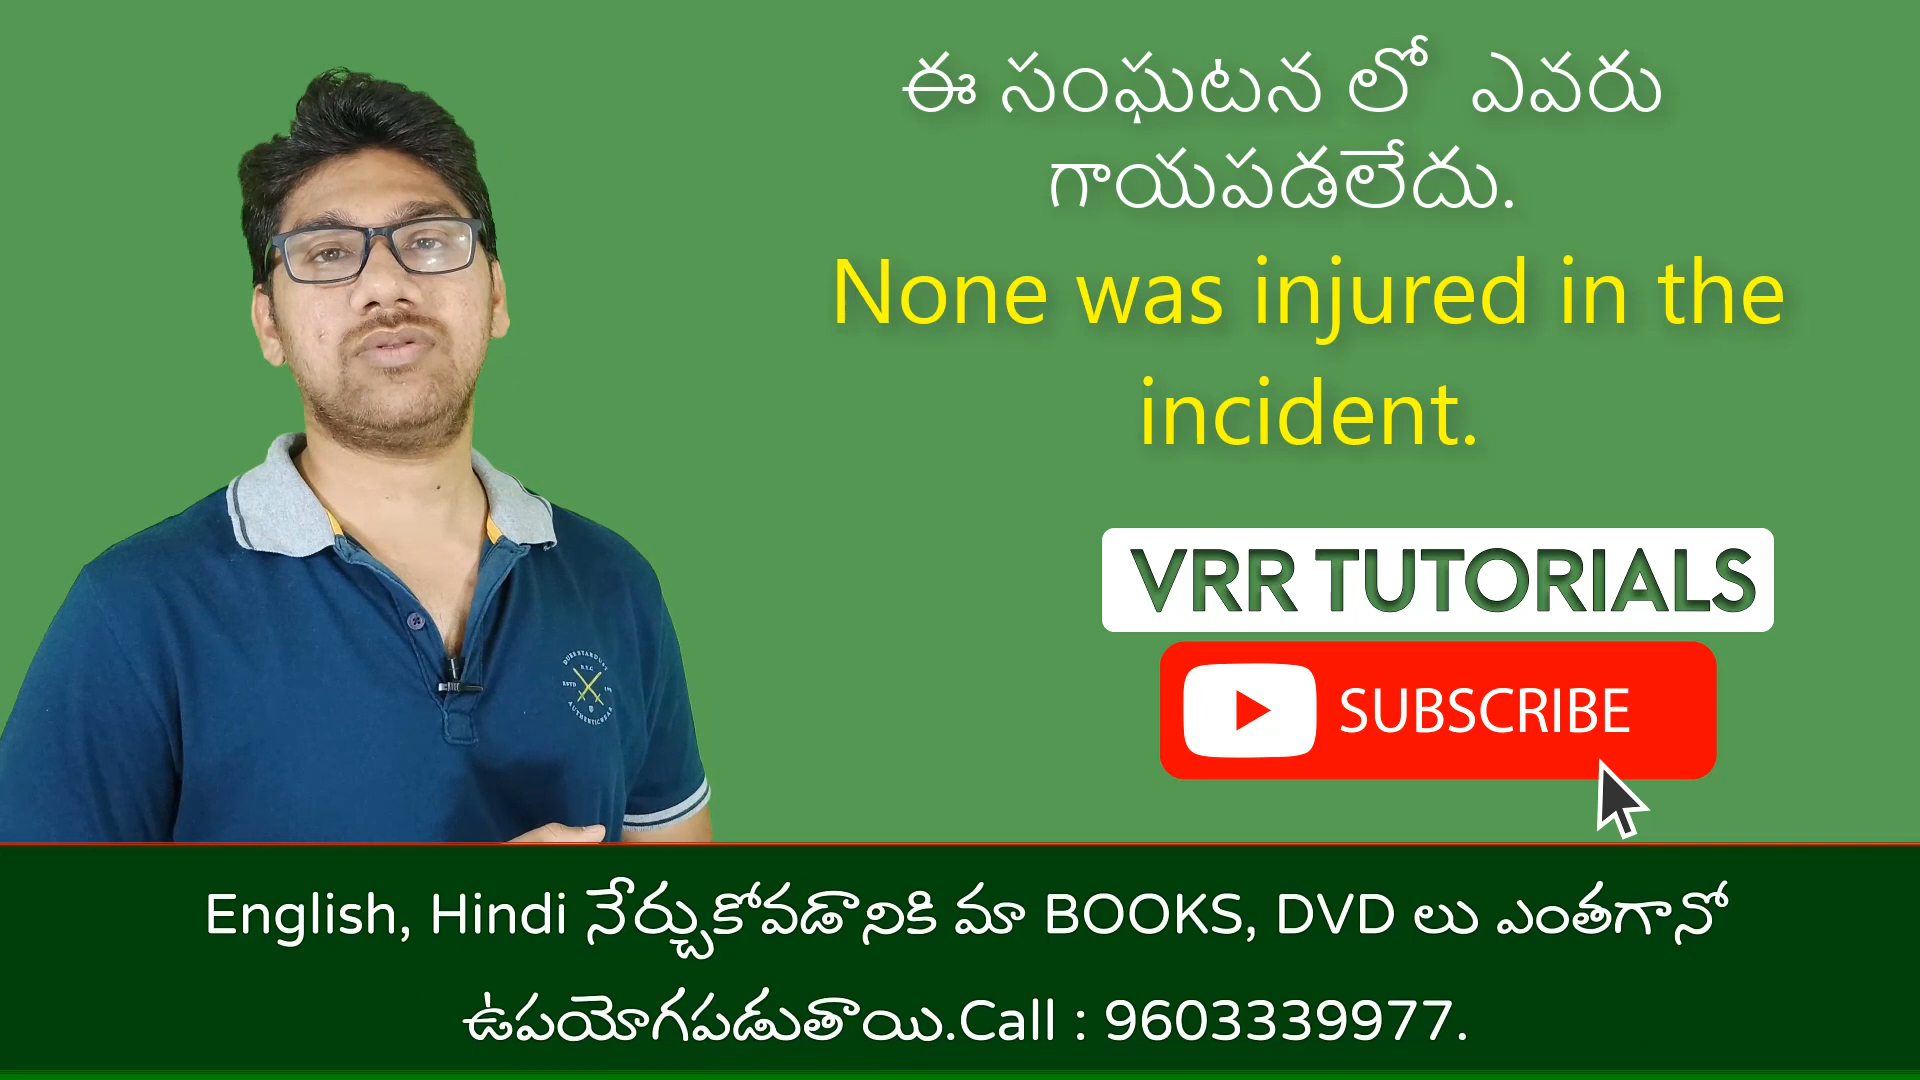 ఈ సంఘటన లో ఎవరు
గాయపడలేదు.
None was injured in the
incident.
VRR TUTORIALS
SUBSCRIBE
English, Hindi నేర్చుకోవడానికి మా BOOKS, DVD లు ఎంతగానో
ఉపయోగపడుతాయి.Call : 9603339977.